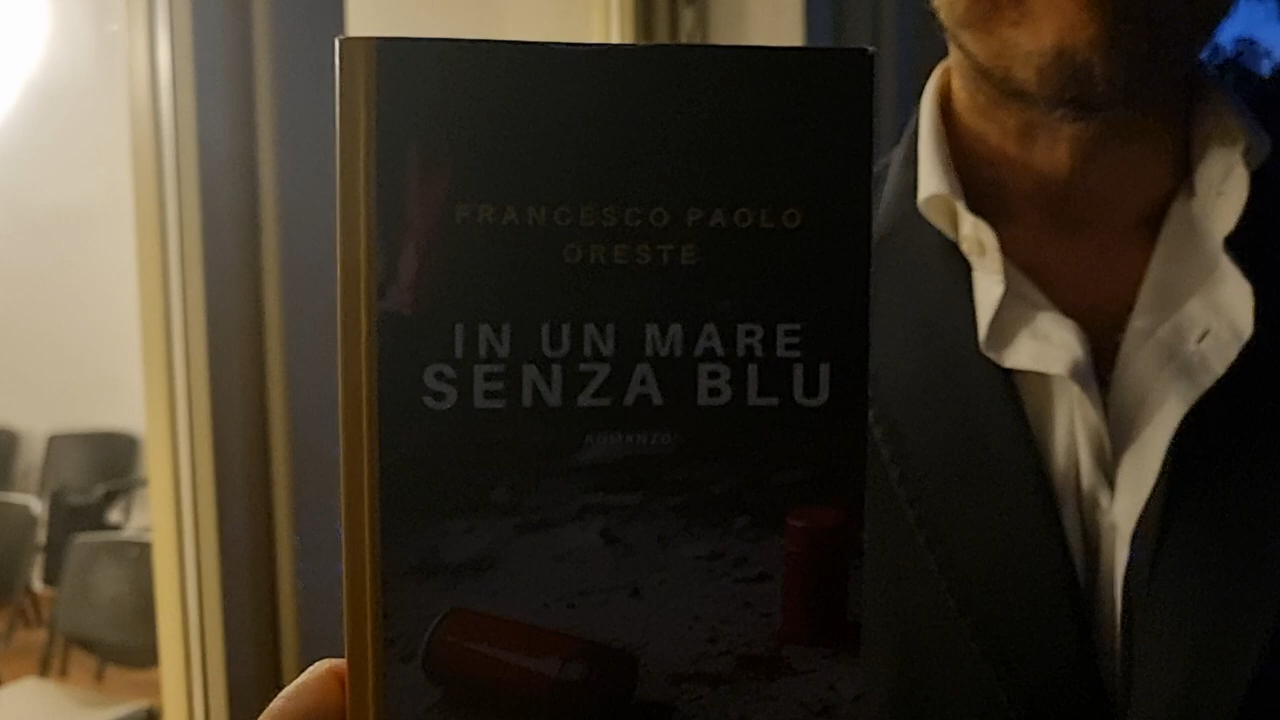 FRANCESCO PAOLO
ORESTE
IN UN MARE
SENZA BLU
ROMANZO